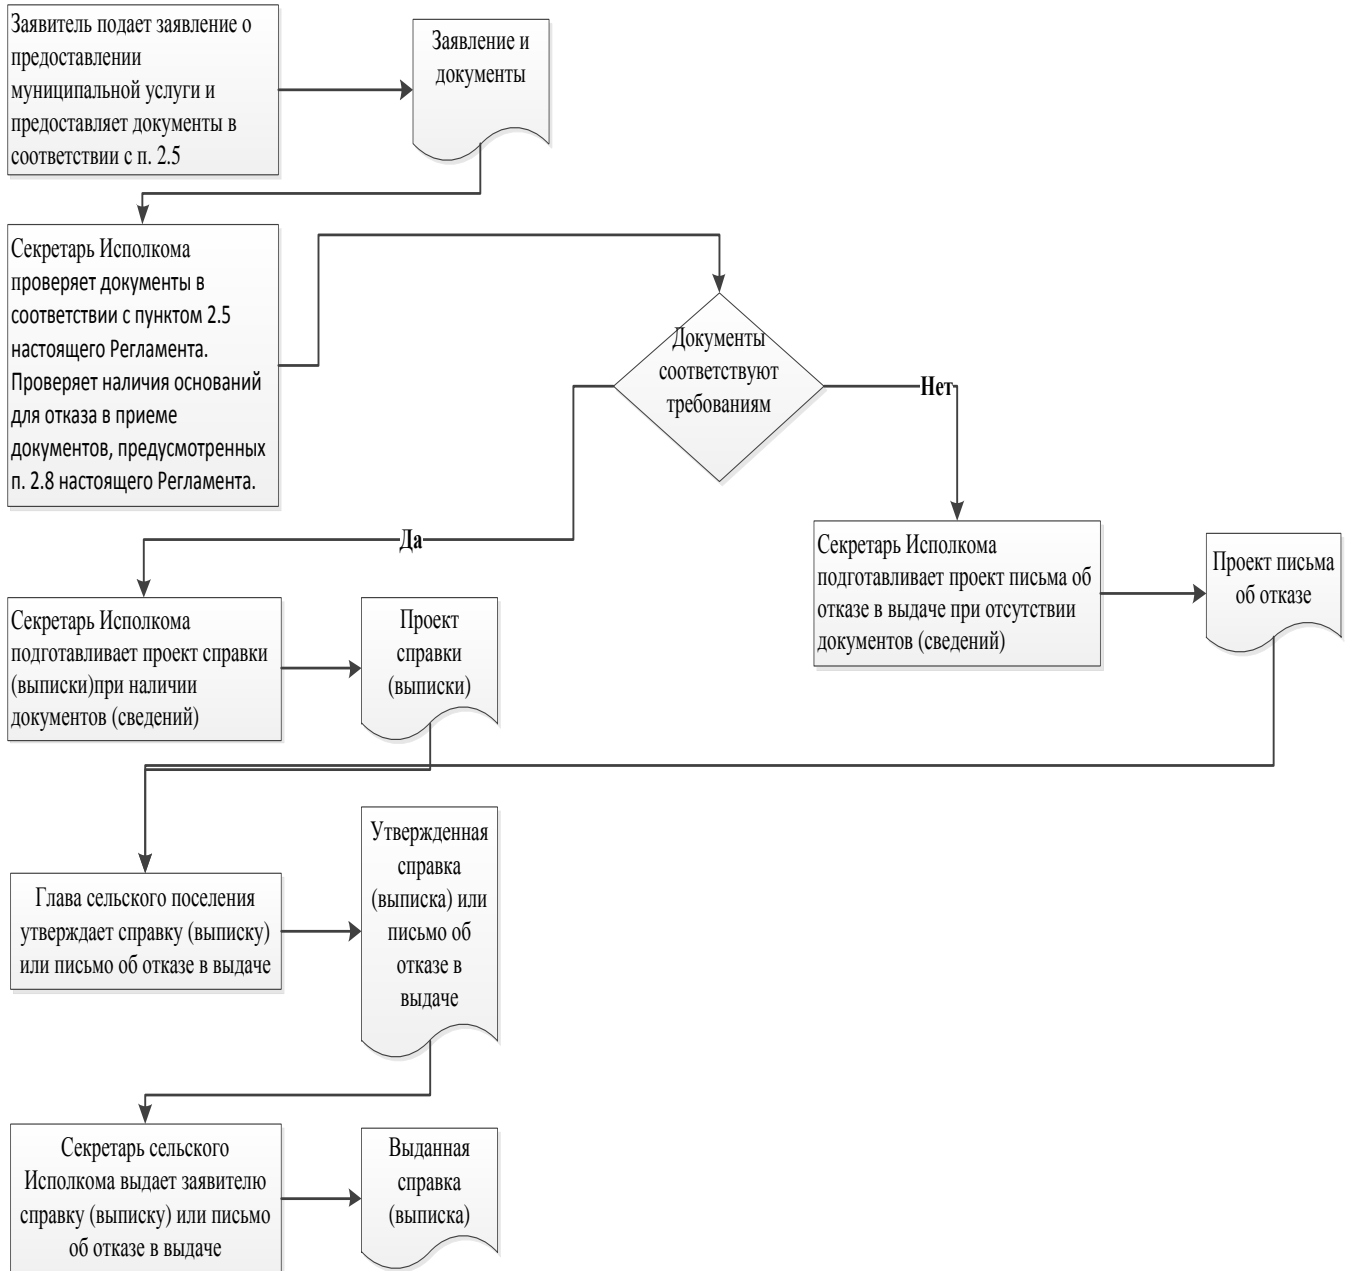 Заявитель подает заявление о
предоставлении
муниципальной услуги и
предоставляет документы в
соответствии с п. 2.5
Заявление и
документы
Секретарь Исполкома
проверяет документы в
соответствии с пунктом 2.5
настоящего Регламента.
Проверяет наличия оснований
для отказа в приеме
документов, предусмотренных
п. 2.8 настоящего Регламента.
Документы
соответствуют
требованиям
Нет
Да
Секретарь Исполкома
подготавливает проект письма об
отказе в выдаче при отсутствии
документов (сведений)
Проект письма
об отказе
Секретарь Исполкома
подготавливает проект справки
(выписки)при наличии
документов (сведений)
Проект
справки
(выписки)
Глава сельского поселения
утверждает справку (выписку)
или письмо об отказе в выдаче
Утвержденная
справка
(выписка) или
письмо об
отказе в
выдаче
Секретарь сельского
Исполкома выдает заявителю
справку (выписку) или письмо
об отказе в выдаче
Выданная
справка
(выписка)